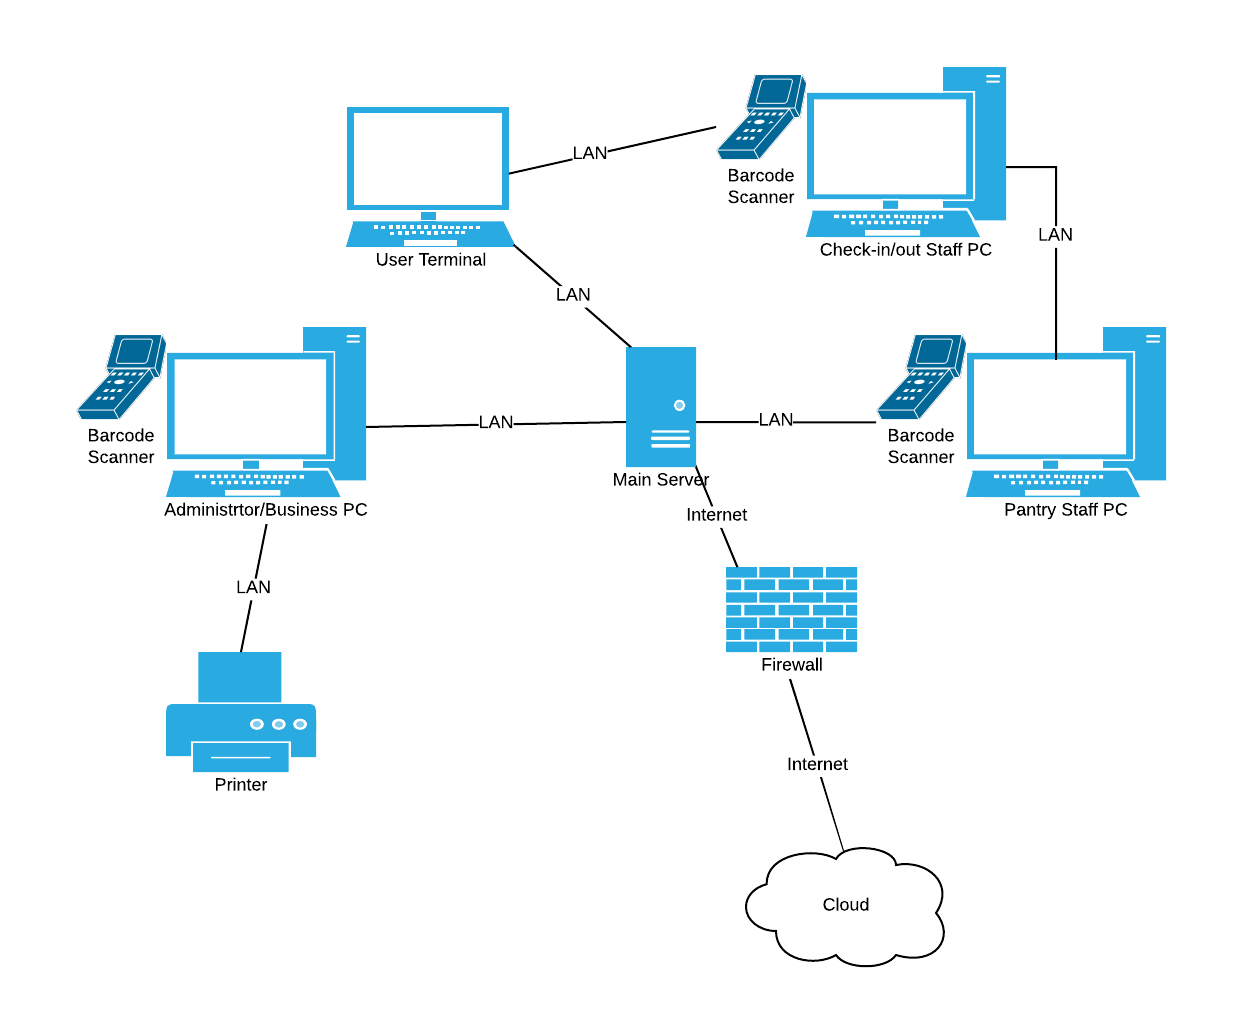 LAN
Barcode
Scanner
LAN
Check-in/out Staff PC
User Terminal
LAN
LAN
LAN
Barcode
Scanner
Barcode
Scanner
Main Server
Administrtor/Business PC
Pantry Staff PC
Internet
LAN
Firewall
Internet
Printer
Cloud